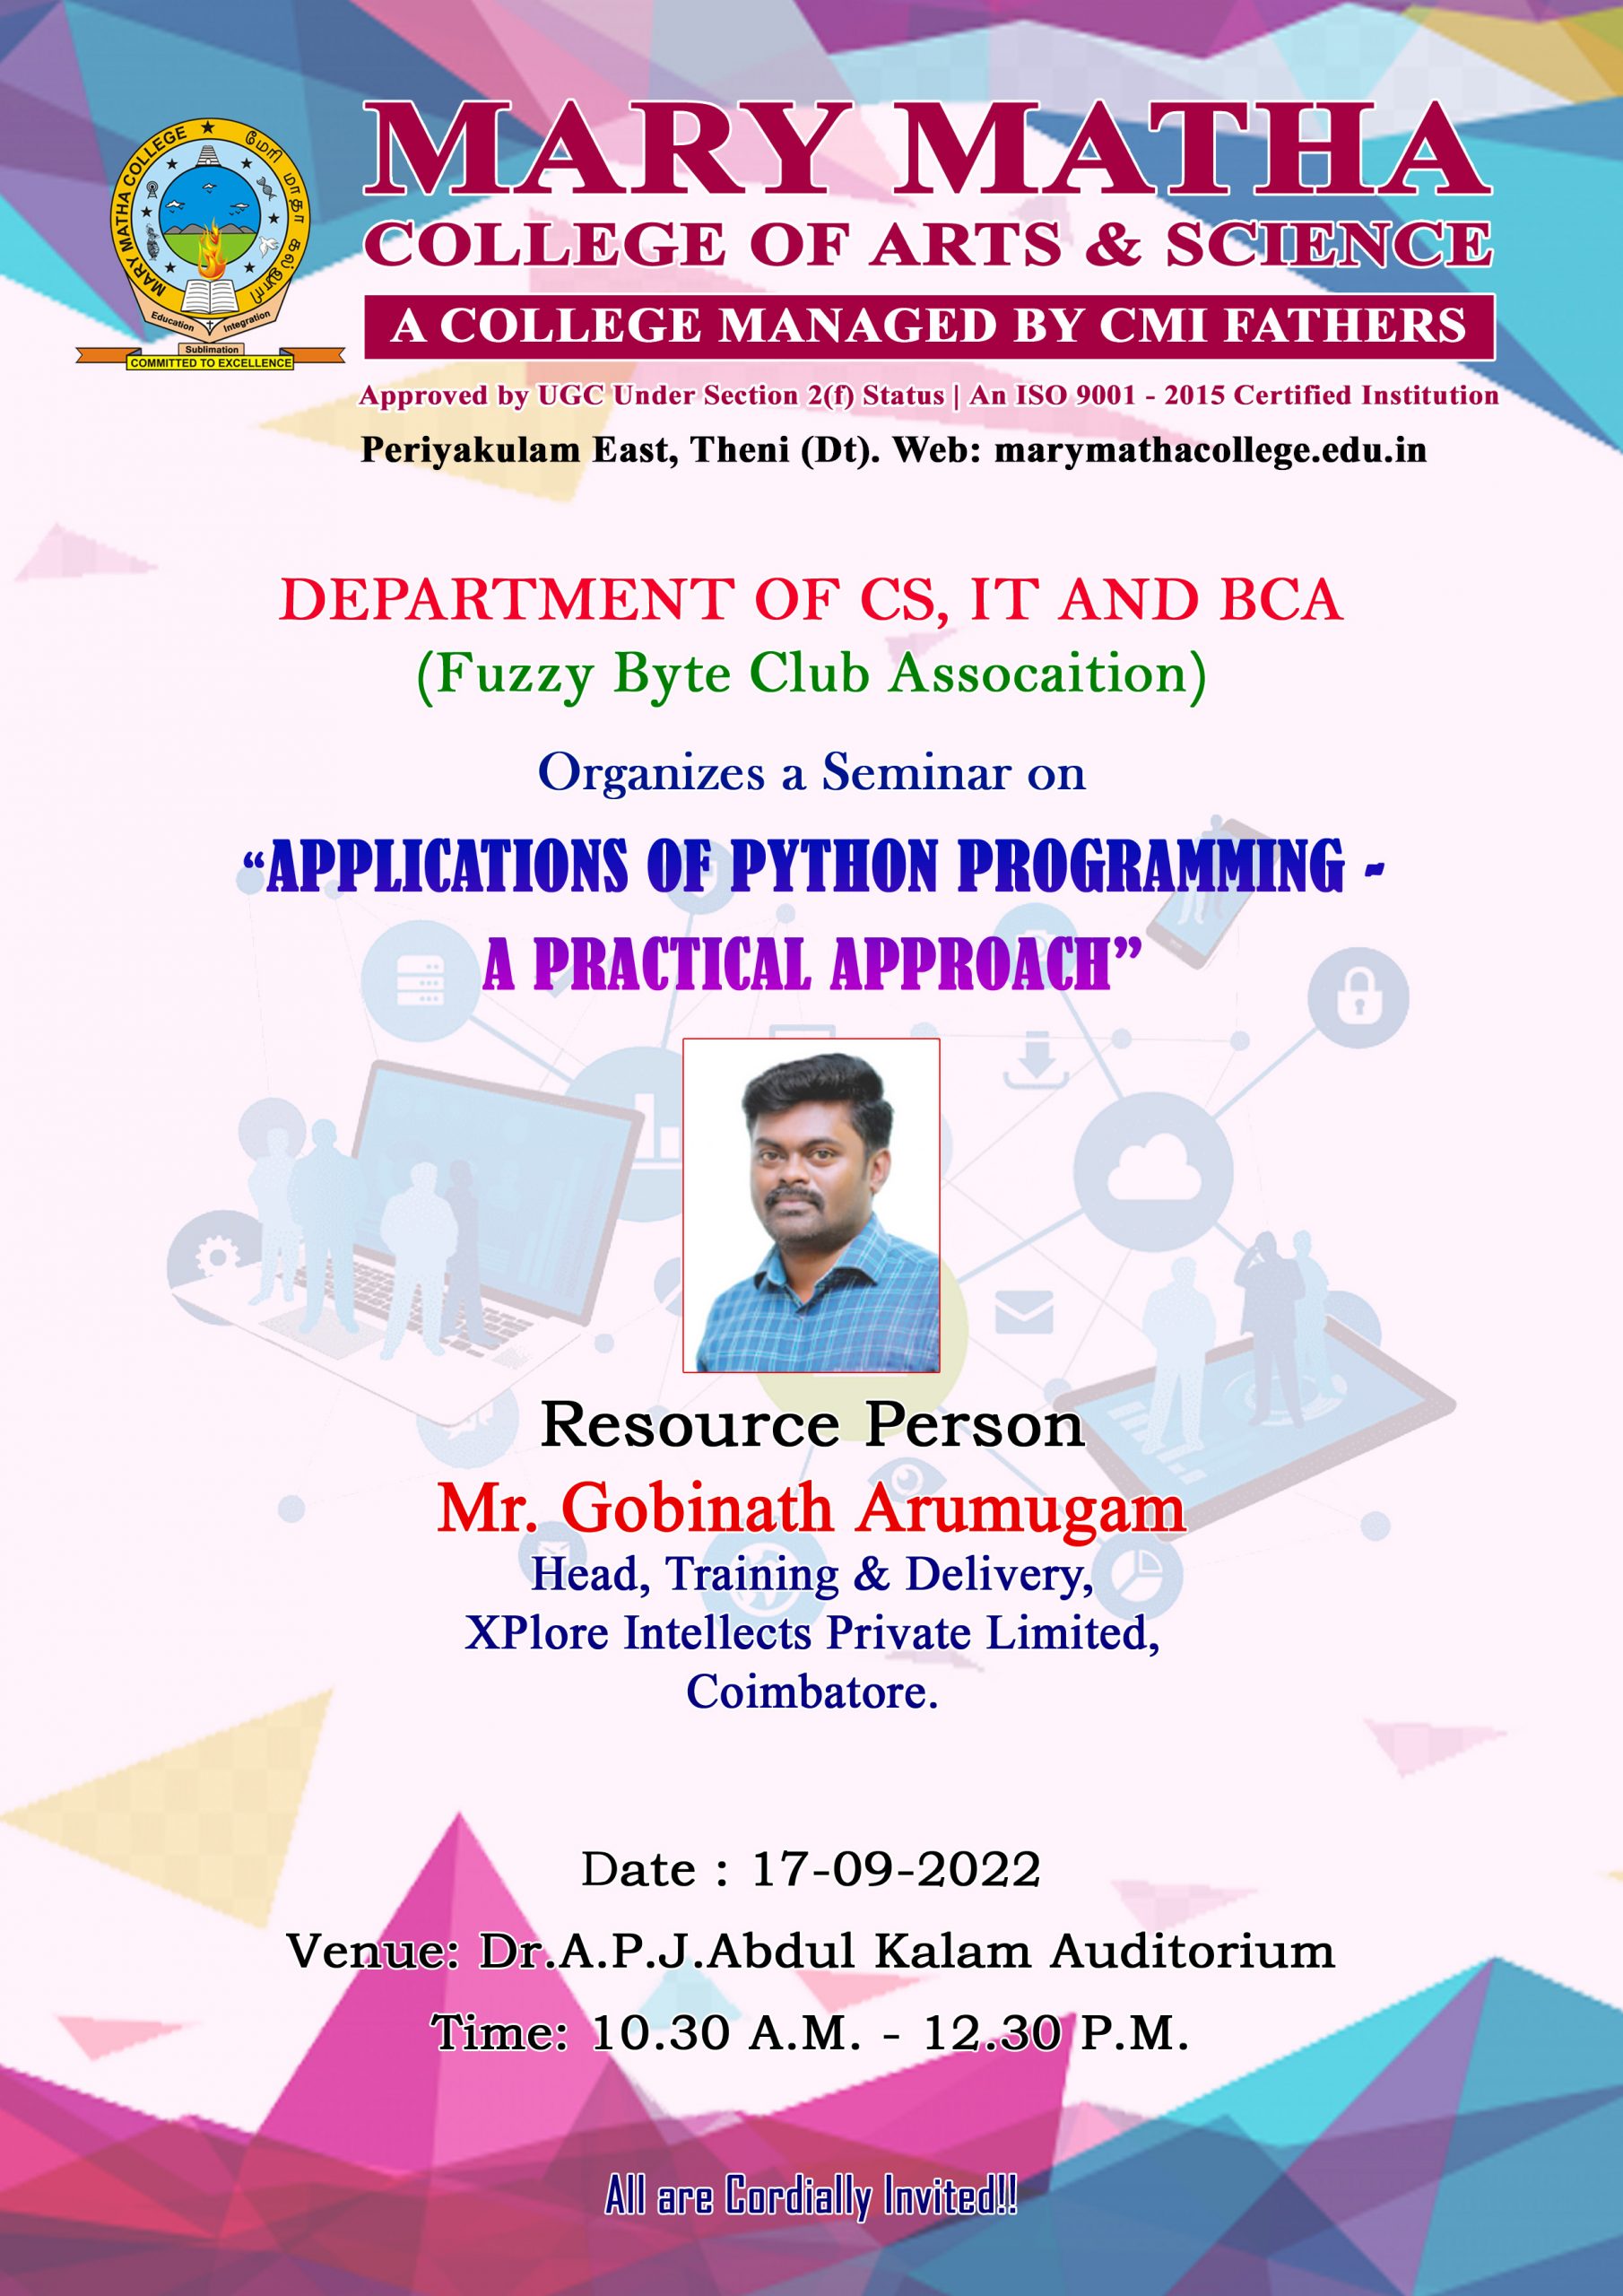 MARY MATHA COLLEGE
மேரி மாதா கல்லூரி
Education
Integration
Sublimation
COMMITTED TO EXCELLENCE
MARY MATHA
COLLEGE OF ARTS & SCIENCE
A COLLEGE MANAGED BY CMI FATHERS
Approved by UGC Under Section 2(f) Status | An ISO 9001 - 2015 Certified Institution
Periyakulam East, Theni (Dt). Web: marymathacollege.edu.in
DEPARTMENT OF CS, IT AND BCA
(Fuzzy Byte Club Assocaition)
Organizes a Seminar on
“APPLICATIONS OF PYTHON PROGRAMMING -
A PRACTICAL APPROACH”
Resource Person
Mr. Gobinath Arumugam
Head, Training & Delivery,
XPlore Intellects Private Limited,
Coimbatore.
Date : 17-09-2022
Venue: Dr.A.P.J.Abdul Kalam Auditorium
Time: 10.30 A.M. - 12.30 P.M.
All are Cordially Invited!!